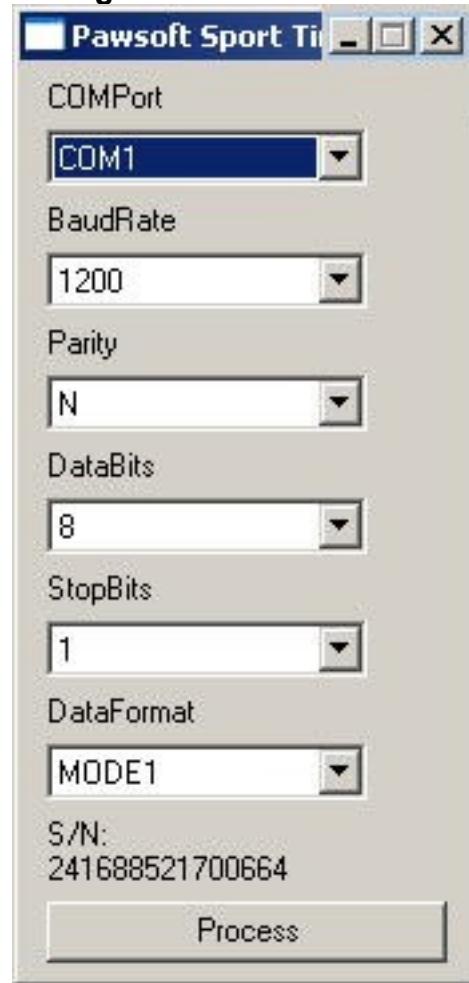 Pawsoft Sport Ti
COMPort
COM1
BaudRate
1200
Parity
N
DataBits
8
StopBits
1
DataFormat
MODE1
S/N:
241688521700664
Process